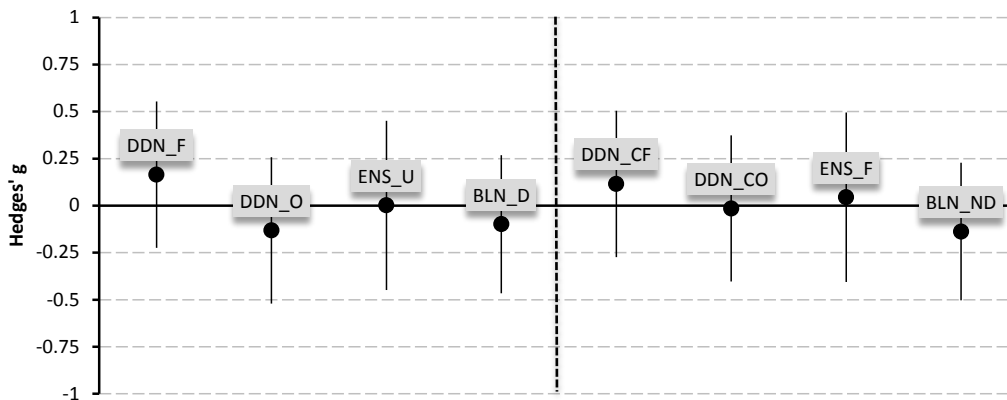 1
0.75
0.5
0.25
0
-0.25
-0.5
-0.75
-1
Hedges' g
DDN_F
DDN_O
ENS_U
BLN_D
DDN_CF
DDN_CO
ENS_F
BLN_ND